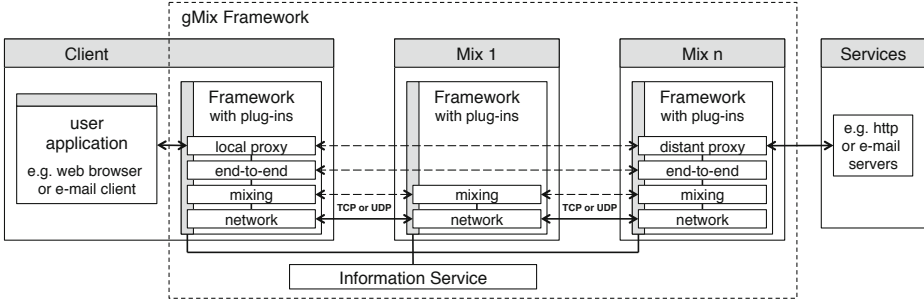 gMix Framework
Client
Mix 1
Mix n
Services
user
application
e.g. web browser
or e-mail client
Framework
with plug-ins
local proxy
end-to-end
mixing
network
TCP or UDP
Framework
with plug-ins
mixing
network
TCP or UDP
Framework
with plug-ins
distant proxy
end-to-end
mixing
network
e.g. http
or e-mail
servers
Information Service